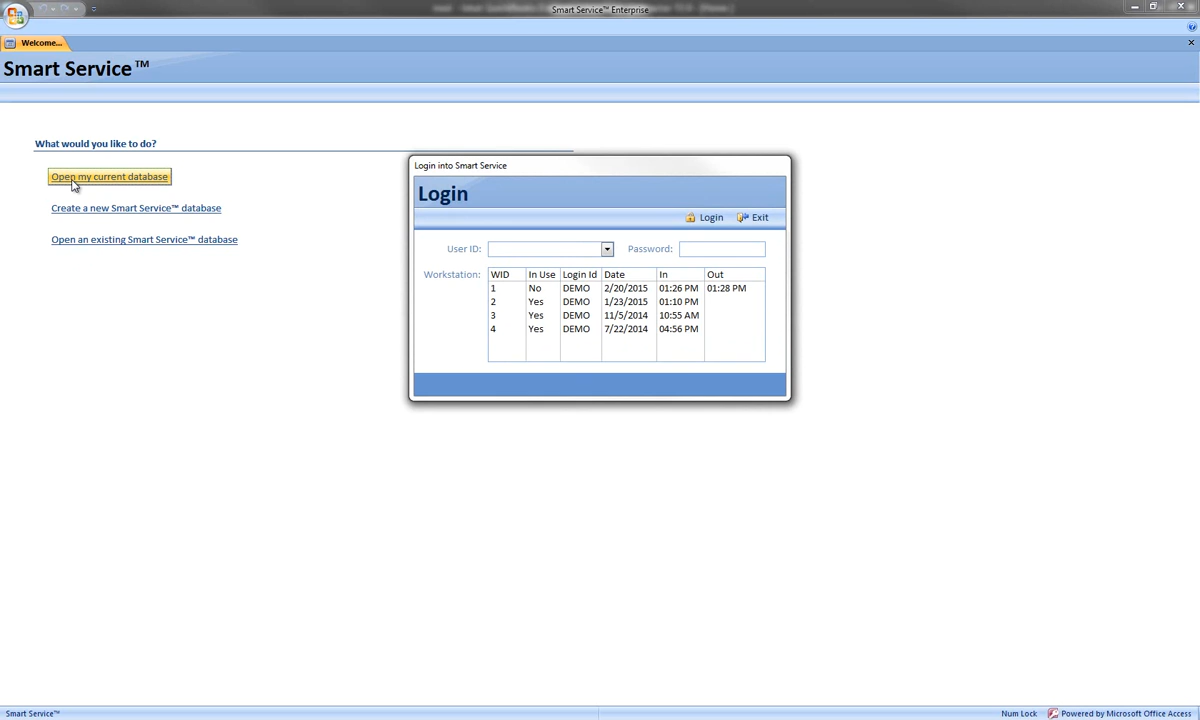 Smart Service™ Enterprise
Welcome...
Smart Service™
What would you like to do?
Open my current database
Create a new Smart Service™ database
Open an existing Smart Service™ database
Login into Smart Service
Login
Login Exit
User ID: Password:
Workstation: WID In Use Login Id Date In Out
1 No DEMO 2/20/2015 01:26 PM 01:28 PM
2 Yes DEMO 1/23/2015 01:10 PM
3 Yes DEMO 11/5/2014 10:55 AM
4 Yes DEMO 7/22/2014 04:56 PM
Smart Service™ Num Lock Powered by Microsoft Office Access